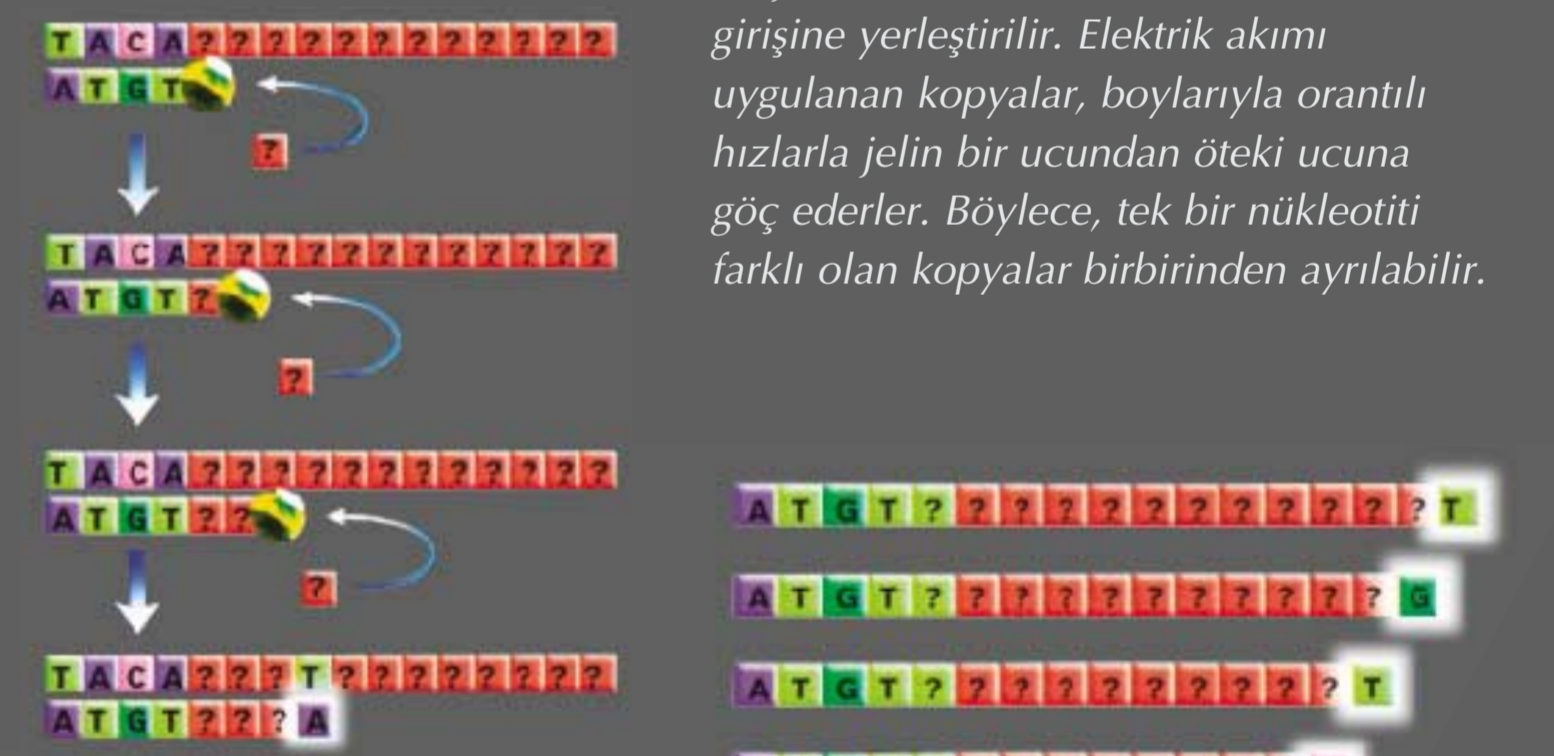 girişine yerleştirilir. Elektrik akımı
uygulanan kopyalar, boylarıyla orantılı
hızlarla jelin bir ucundan öteki ucuna
göç ederler. Böylece, tek bir nükleotiti
farklı olan kopyalar birbirinden ayrılabilir.
T A C A ? ? ? ? ? ? ? ? ? ? ? ?
A T G T
?
T A C A ? ? ? ? ? ? ? ? ? ? ? ?
A T G T ?
?
T A C A ? ? ? ? ? ? ? ? ? ? ? ?
A T G T ? ?
?
T A C A ? ? ? T ? ? ? ? ? ? ? ?
A T G T ? ? ? A
A T G T ? ? ? ? ? ? ? ? ? ? ? ? T
A T G T ? ? ? ? ? ? ? ? ? ? ? G
A T G T ? ? ? ? ? ? ? ? ? ? T